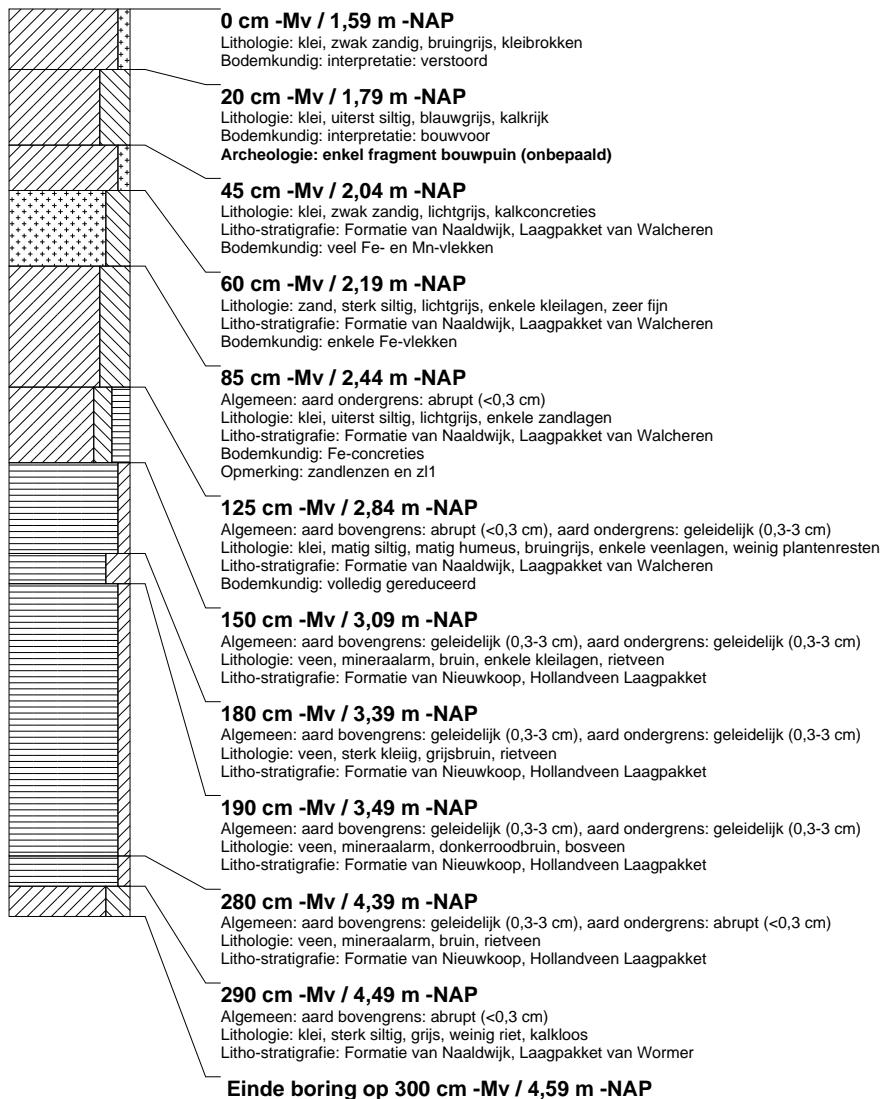 0 cm -Mv / 1,59 m -NAP
Lithologie: klei, zwak zandig, bruingrijs, kleibrokken
Bodemkundig: interpretatie: verstoord
20 cm -Mv / 1,79 m -NAP
Lithologie: klei, uiterst siltig, blauwgrijs, kalkrijk
Bodemkundig: interpretatie: bouwvoor
Archeologie: enkel fragment bouwpuin (onbepaald)
45 cm -Mv / 2,04 m -NAP
Lithologie: klei, zwak zandig, lichtgrijs, kalkconcreties
Litho-stratigrafie: Formatie van Naaldwijk, Laagpakket van Walcheren
Bodemkundig: veel Fe- en Mn-vlekken
60 cm -Mv / 2,19 m -NAP
Lithologie: zand, sterk siltig, lichtgrijs, enkele kleilagen, zeer fijn
Litho-stratigrafie: Formatie van Naaldwijk, Laagpakket van Walcheren
Bodemkundig: enkele Fe-vlekken
85 cm -Mv / 2,44 m -NAP
Algemeen: aard ondergrens: abrupt (<0,3 cm)
Lithologie: klei, uiterst siltig, lichtgrijs, enkele zandlagen
Litho-stratigrafie: Formatie van Naaldwijk, Laagpakket van Walcheren
Bodemkundig: Fe-concreties
Opmerking: zandlenzen en zl1
125 cm -Mv / 2,84 m -NAP
Algemeen: aard bovengrens: abrupt (<0,3 cm), aard ondergrens: geleidelijk (0,3-3 cm)
Lithologie: klei, matig siltig, matig humeus, bruingrijs, enkele veenlagen, weinig plantenresten
Litho-stratigrafie: Formatie van Naaldwijk, Laagpakket van Walcheren
Bodemkundig: volledig gereduceerd
150 cm -Mv / 3,09 m -NAP
Algemeen: aard bovengrens: geleidelijk (0,3-3 cm), aard ondergrens: geleidelijk (0,3-3 cm)
Lithologie: veen, mineraalarm, bruin, enkele kleilagen, rietveen
Litho-stratigrafie: Formatie van Nieuwkoop, Hollandveen Laagpakket
180 cm -Mv / 3,39 m -NAP
Algemeen: aard bovengrens: geleidelijk (0,3-3 cm), aard ondergrens: geleidelijk (0,3-3 cm)
Lithologie: veen, sterk kleiig, grijsbruin, rietveen
Litho-stratigrafie: Formatie van Nieuwkoop, Hollandveen Laagpakket
190 cm -Mv / 3,49 m -NAP
Algemeen: aard bovengrens: geleidelijk (0,3-3 cm), aard ondergrens: geleidelijk (0,3-3 cm)
Lithologie: veen, mineraalarm, donkerroodbruin, bosveen
Litho-stratigrafie: Formatie van Nieuwkoop, Hollandveen Laagpakket
280 cm -Mv / 4,39 m -NAP
Algemeen: aard bovengrens: geleidelijk (0,3-3 cm), aard ondergrens: abrupt (<0,3 cm)
Lithologie: veen, mineraalarm, bruin, rietveen
Litho-stratigrafie: Formatie van Nieuwkoop, Hollandveen Laagpakket
290 cm -Mv / 4,49 m -NAP
Algemeen: aard bovengrens: abrupt (<0,3 cm)
Lithologie: klei, sterk siltig, grijs, weinig riet, kalkloos
Litho-stratigrafie: Formatie van Naaldwijk, Laagpakket van Wormer
Einde boring op 300 cm -Mv / 4,59 m -NAP